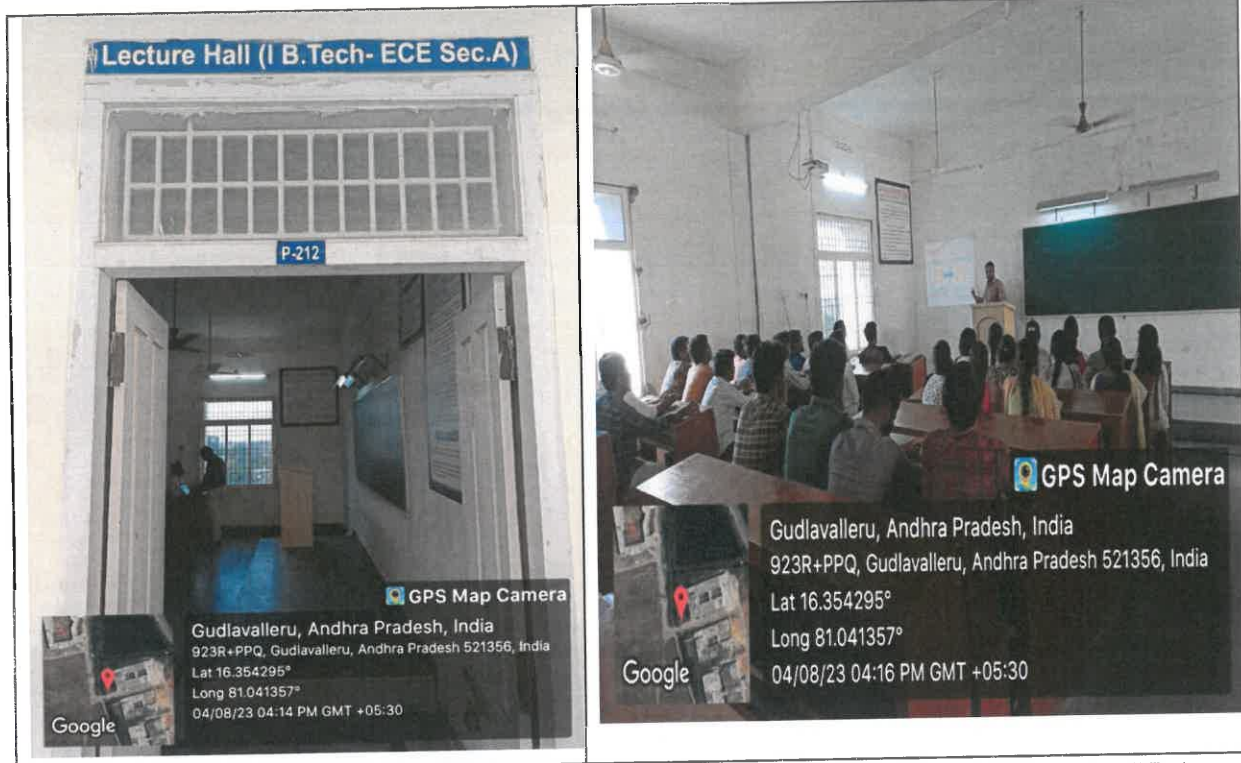 Lecture Hall (I B.Tech- ECE Sec.A)
P-212
GPS Map Camera
Gudlavalleru, Andhra Pradesh, India
923R+PPQ, Gudlavalleru, Andhra Pradesh 521356, India
Lat 16.354295°
Long 81.041357°
04/08/23 04:14 PM GMT +05:30
Google
GPS Map Camera
Gudlavalleru, Andhra Pradesh, India
923R+PPQ, Gudlavalleru, Andhra Pradesh 521356, India
Lat 16.354295°
Long 81.041357°
04/08/23 04:16 PM GMT +05:30
Google